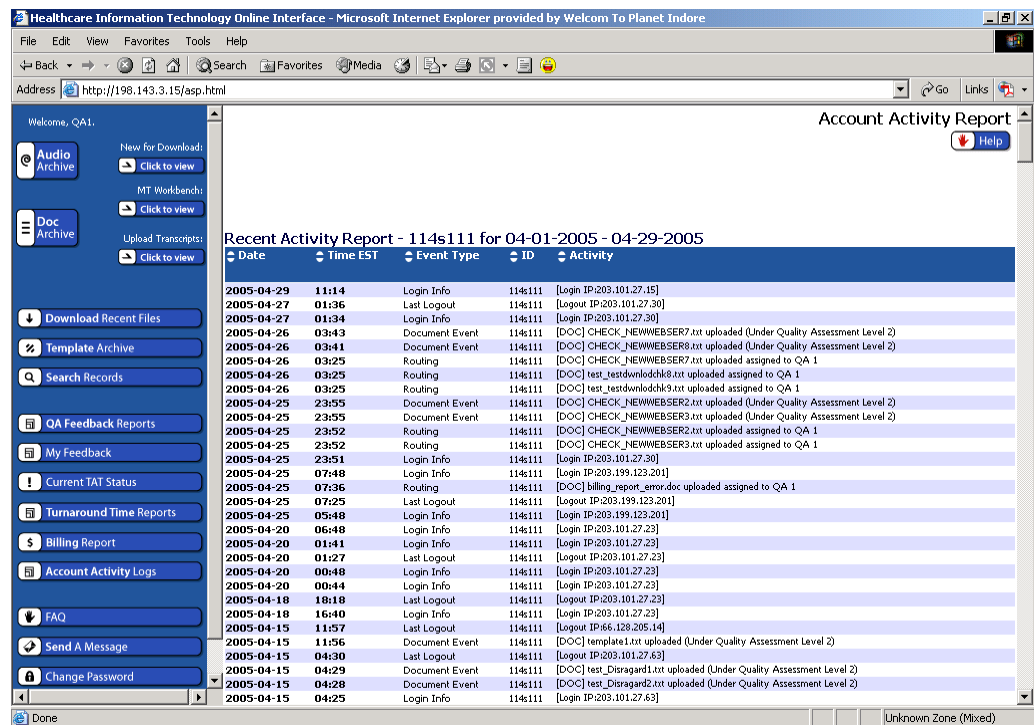 Healthcare Information Technology Online Interface - Microsoft Internet Explorer provided by Welcom To Planet Indore
File Edit View Favorites Tools Help
Back Search Favorites Media
Address http://198.143.3.15/asp.html Go Links
Welcome, QA1.
Audio Archive
New for Download:
Click to view
MT Workbench:
Click to view
Doc Archive
Upload Transcripts:
Click to view
Download Recent Files
Template Archive
Search Records
QA Feedback Reports
My Feedback
Current TAT Status
Turnaround Time Reports
Billing Report
Account Activity Logs
FAQ
Send A Message
Change Password
Account Activity Report
Help
Recent Activity Report - 114s111 for 04-01-2005 - 04-29-2005
Date Time EST Event Type ID Activity
2005-04-29 11:14 Login Info 114s111 [Login IP:203.101.27.15]
2005-04-27 01:36 Last Logout 114s111 [Logout IP:203.101.27.30]
2005-04-27 01:34 Login Info 114s111 [Login IP:203.101.27.30]
2005-04-26 03:43 Document Event 114s111 [DOC] CHECK_NEWWEBSER7.txt uploaded (Under Quality Assessment Level 2)
2005-04-26 03:41 Document Event 114s111 [DOC] CHECK_NEWWEBSER8.txt uploaded (Under Quality Assessment Level 2)
2005-04-26 03:25 Routing 114s111 [DOC] CHECK_NEWWEBSER7.txt uploaded assigned to QA 1
2005-04-26 03:25 Routing 114s111 [DOC] test_testdwnlodchk8.txt uploaded assigned to QA 1
2005-04-26 03:25 Routing 114s111 [DOC] test_testdwnlodchk9.txt uploaded assigned to QA 1
2005-04-25 23:55 Document Event 114s111 [DOC] CHECK_NEWWEBSER2.txt uploaded (Under Quality Assessment Level 2)
2005-04-25 23:55 Document Event 114s111 [DOC] CHECK_NEWWEBSER3.txt uploaded (Under Quality Assessment Level 2)
2005-04-25 23:52 Routing 114s111 [DOC] CHECK_NEWWEBSER2.txt uploaded assigned to QA 1
2005-04-25 23:52 Routing 114s111 [DOC] CHECK_NEWWEBSER3.txt uploaded assigned to QA 1
2005-04-25 23:51 Login Info 114s111 [Login IP:203.101.27.30]
2005-04-25 07:48 Login Info 114s111 [Login IP:203.199.123.201]
2005-04-25 07:36 Routing 114s111 [DOC] billing_report_error.doc uploaded assigned to QA 1
2005-04-25 07:25 Last Logout 114s111 [Logout IP:203.199.123.201]
2005-04-25 05:48 Login Info 114s111 [Login IP:203.199.123.201]
2005-04-20 06:48 Login Info 114s111 [Login IP:203.101.27.23]
2005-04-20 01:41 Login Info 114s111 [Login IP:203.101.27.23]
2005-04-20 01:27 Last Logout 114s111 [Logout IP:203.101.27.23]
2005-04-20 00:48 Login Info 114s111 [Login IP:203.101.27.23]
2005-04-20 00:44 Login Info 114s111 [Login IP:203.101.27.23]
2005-04-18 18:18 Last Logout 114s111 [Logout IP:203.101.27.23]
2005-04-18 16:40 Login Info 114s111 [Login IP:203.101.27.23]
2005-04-15 11:57 Last Logout 114s111 [Logout IP:66.128.205.14]
2005-04-15 11:56 Document Event 114s111 [DOC] template1.txt uploaded (Under Quality Assessment Level 2)
2005-04-15 04:30 Last Logout 114s111 [Logout IP:203.101.27.63]
2005-04-15 04:29 Document Event 114s111 [DOC] test_Disragard1.txt uploaded (Under Quality Assessment Level 2)
2005-04-15 04:28 Document Event 114s111 [DOC] test_Disragard2.txt uploaded (Under Quality Assessment Level 2)
2005-04-15 04:25 Login Info 114s111 [Login IP:203.101.27.63]
Done Unknown Zone (Mixed)